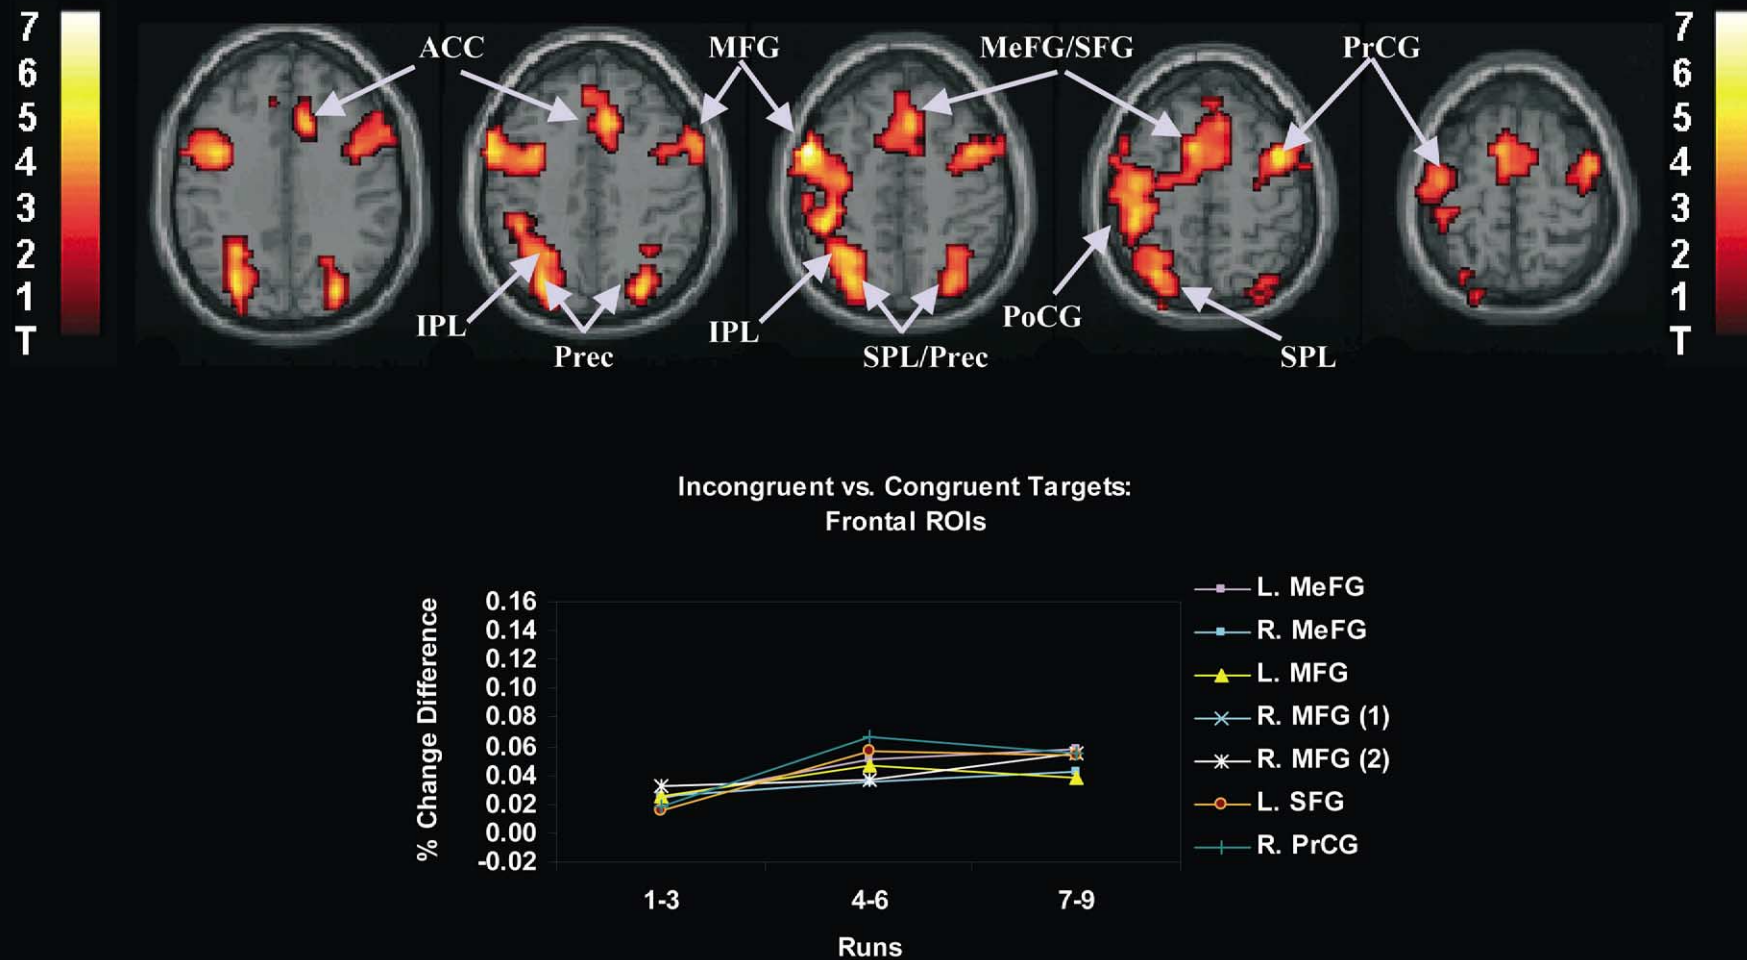 7
6
5
4
3
2
1
T
ACC
MFG
MeFG/SFG
PrCG
7
6
5
4
3
2
1
T
IPL
Prec
IPL
SPL/Prec
PoCG
SPL
Incongruent vs. Congruent Targets:
Frontal ROIs
% Change Difference
0.16
0.14
0.12
0.10
0.08
0.06
0.04
0.02
0.00
-0.02
1-3
4-6
7-9
Runs
L. MeFG
R. MeFG
L. MFG
R. MFG (1)
R. MFG (2)
L. SFG
R. PrCG